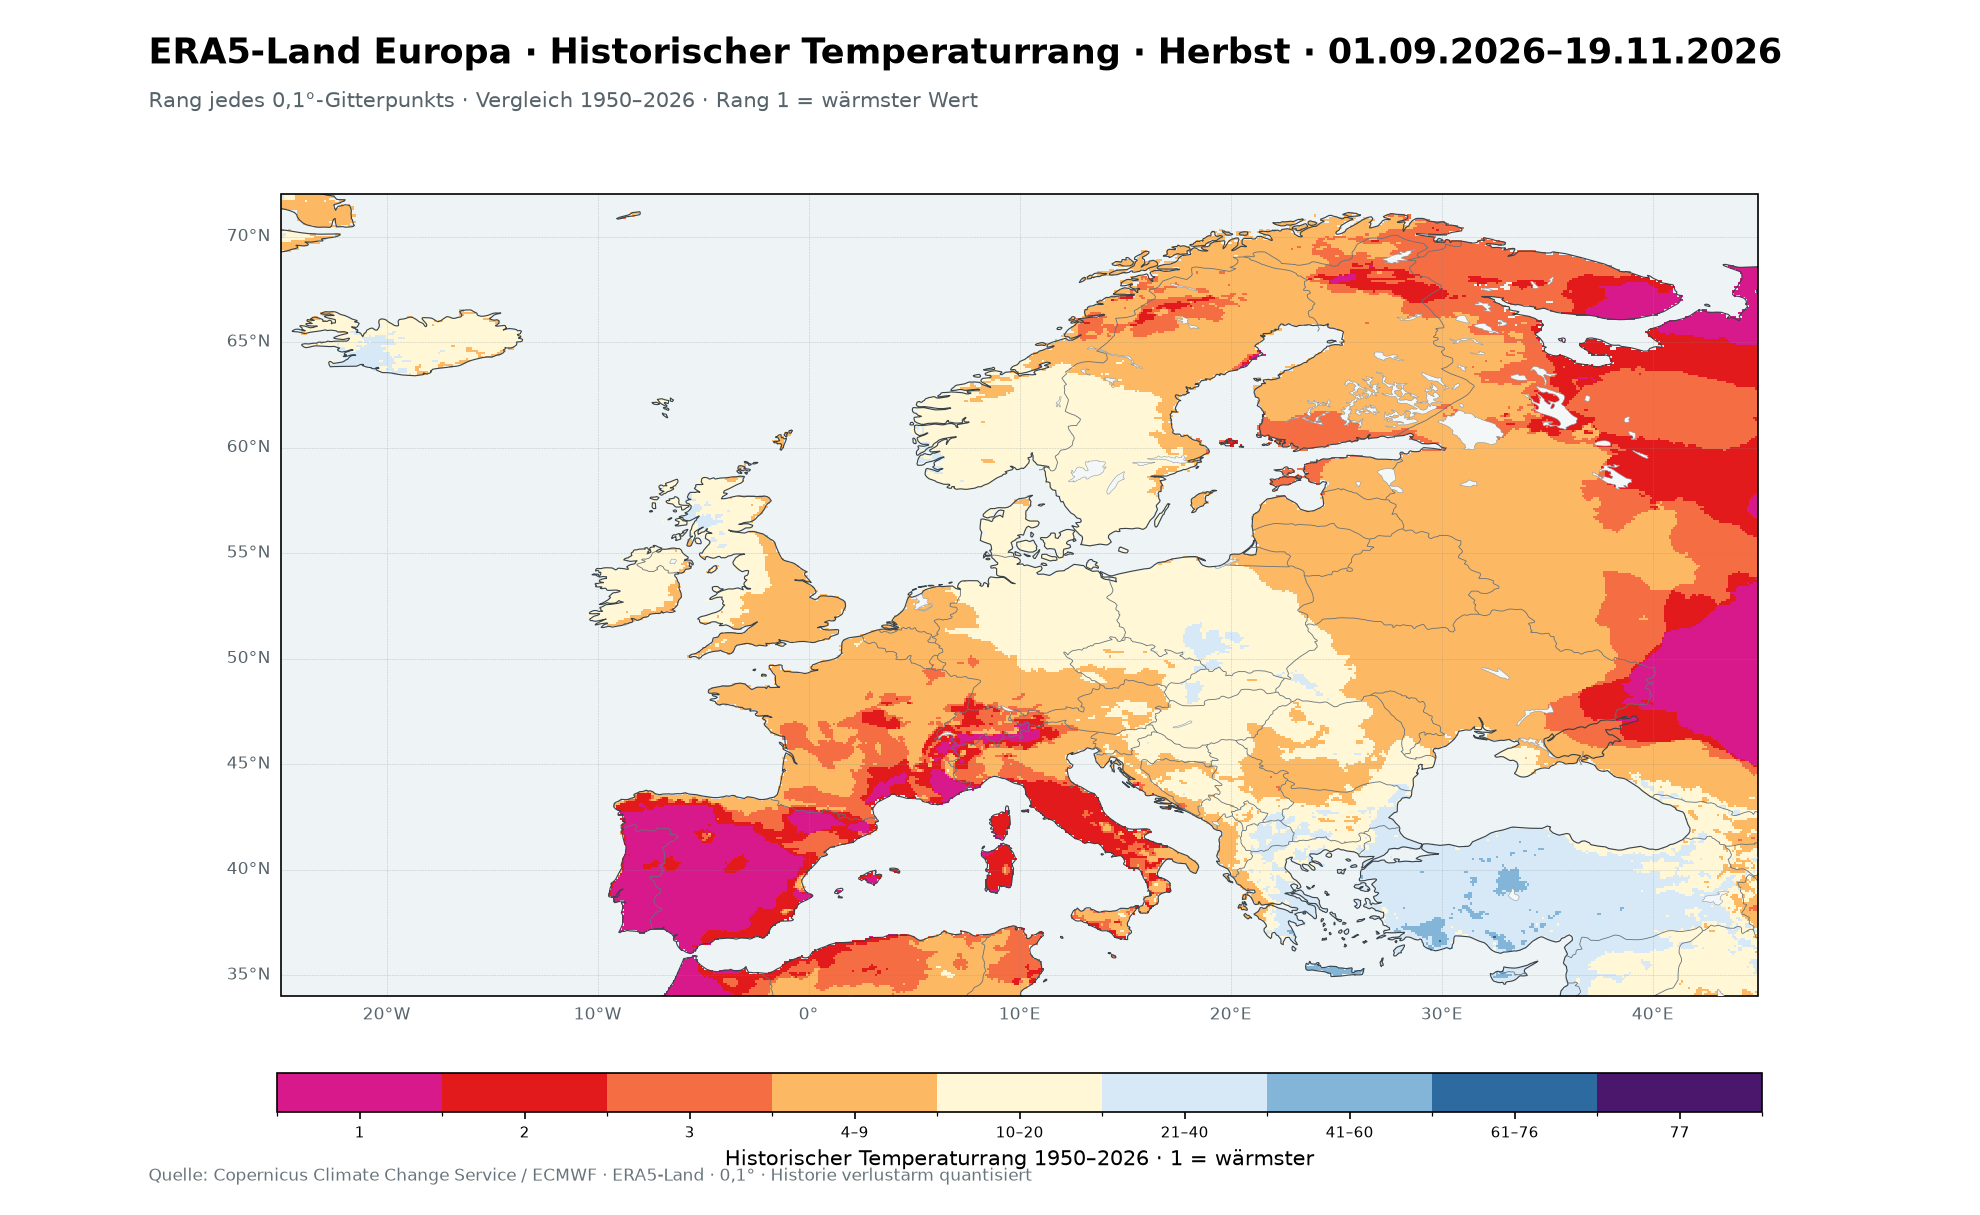 ERA5-Land Europa · Historischer Temperaturrang · Herbst · 01.09.2026–19.11.2026
Rang jedes 0,1°-Gitterpunkts · Vergleich 1950–2026 · Rang 1 = wärmster Wert
70°N
65°N
60°N
55°N
50°N
45°N
40°N
35°N
20°W 10°W 0° 10°E 20°E 30°E 40°E
1 2 3 4–9 10–20 21–40 41–60 61–76 77
Historischer Temperaturrang 1950–2026 · 1 = wärmster
Quelle: Copernicus Climate Change Service / ECMWF · ERA5-Land · 0,1° · Historie verlustarm quantisiert